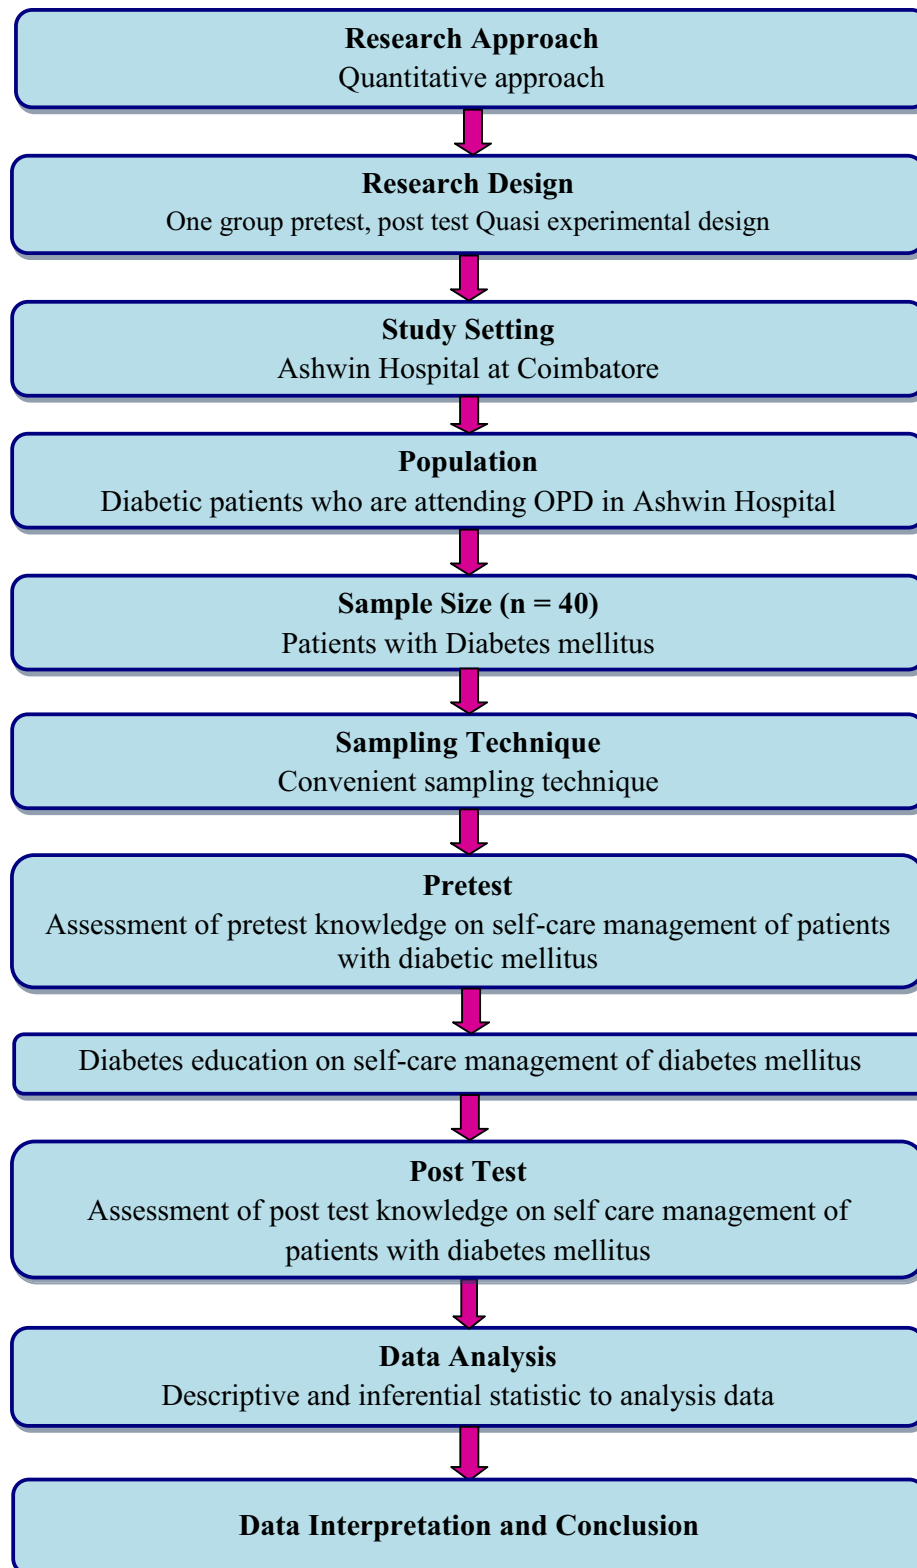 Research Approach
Quantitative approach
Research Design
One group pretest, post test Quasi experimental design
Study Setting
Ashwin Hospital at Coimbatore
Population
Diabetic patients who are attending OPD in Ashwin Hospital
Sample Size (n = 40)
Patients with Diabetes mellitus
Sampling Technique
Convenient sampling technique
Pretest
Assessment of pretest knowledge on self-care management of patients
with diabetic mellitus
Diabetes education on self-care management of diabetes mellitus
Post Test
Assessment of post test knowledge on self care management of
patients with diabetes mellitus
Data Analysis
Descriptive and inferential statistic to analysis data
Data Interpretation and Conclusion